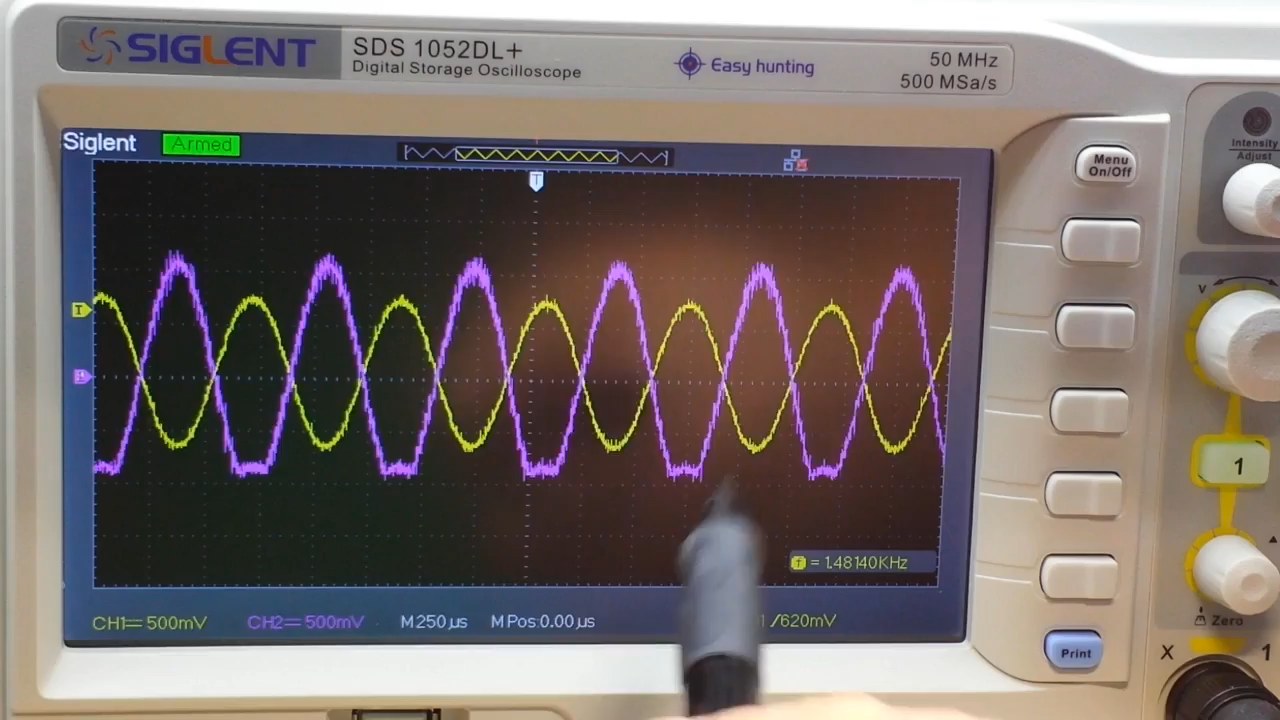 SIGLENT
SDS 1052DL+
Digital Storage Oscilloscope
Easy hunting
50 MHz
500 MSa/s
Siglent
Armed
T
Menu
On/Off
Intensity
Adjust
V
1
= 1.48140KHz
CH1 500mV
CH2 500mV
M 250µs
M Pos:0.00µs
/620mV
Zero
Print
X
1